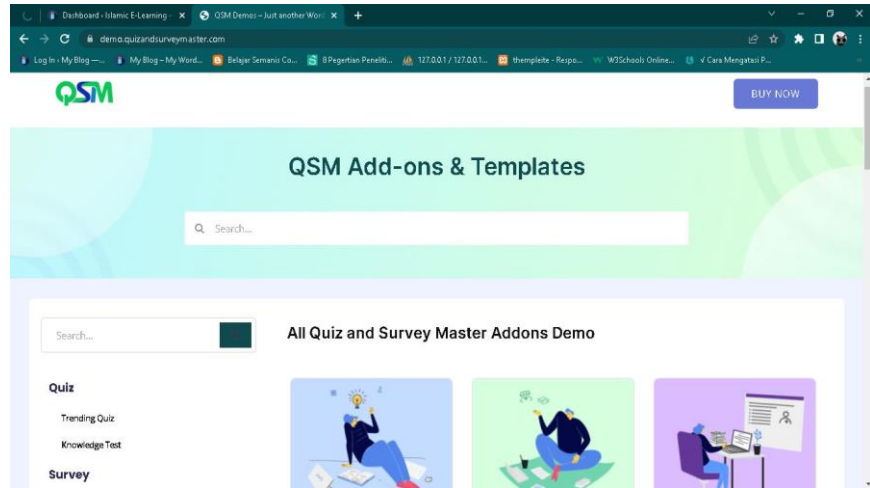 Dashboard ‹ Islamic E-Learning -
QSM Demos – Just another Word
demo.quizandsurveymaster.com
Log In ‹ My Blog —...
My Blog – My Word...
Belajar Semanis Co...
8 Pegertian Peneliti...
127.0.0.1 / 127.0.0.1...
thempleite - Respo...
W3Schools Online...
√ Cara Mengatasi P...
QSM
BUY NOW
QSM Add-ons & Templates
Search...
Search...
All Quiz and Survey Master Addons Demo
Quiz
Trending Quiz
Knowledge Test
Survey